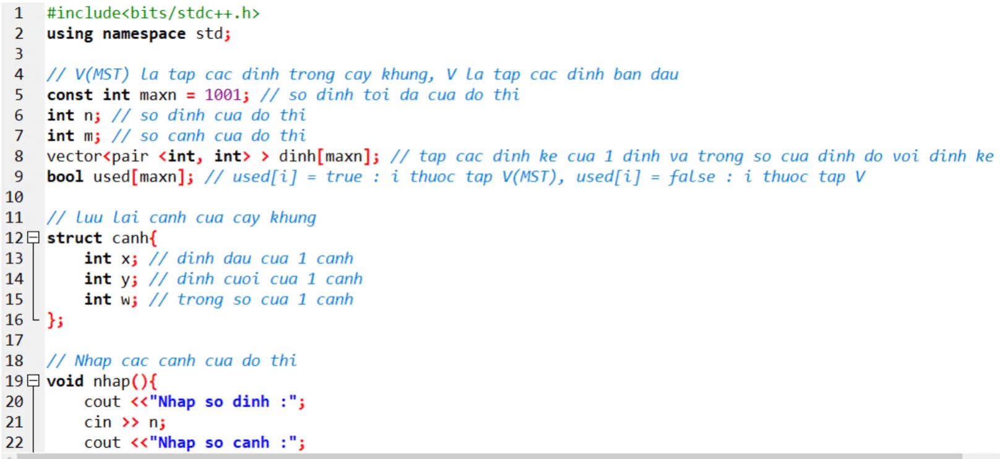 1 #include<bits/stdc++.h>
2 using namespace std;
3
4 // V(MST) la tap cac dinh trong cay khung, V la tap cac dinh ban dau
5 const int maxn = 1001; // so dinh toi da cua do thi
6 int n; // so dinh cua do thi
7 int m; // so canh cua do thi
8 vector<pair <int, int> > dinh[maxn]; // tap cac dinh ke cua 1 dinh va trong so cua dinh do voi dinh ke
9 bool used[maxn]; // used[i] = true : i thuoc tap V(MST), used[i] = false : i thuoc tap V
10
11 // luu lai canh cua cay khung
12 struct canh{
13     int x; // dinh dau cua 1 canh
14     int y; // dinh cuoi cua 1 canh
15     int w; // trong so cua 1 canh
16 };
17
18 // Nhap cac canh cua do thi
19 void nhap(){
20     cout <<"Nhap so dinh :";
21     cin >> n;
22     cout <<"Nhap so canh :";